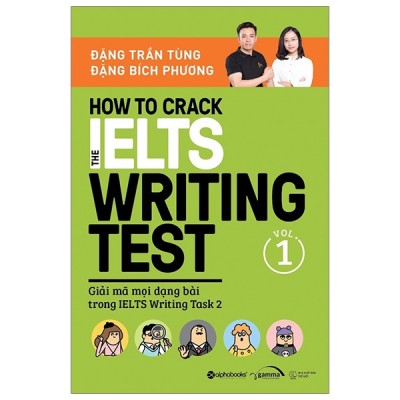 ĐẶNG TRẦN TÙNG
ĐẶNG BÍCH PHƯƠNG
HOW TO CRACK
THE IELTS
WRITING
TEST
VOL.
1
Giải mã mọi dạng bài
trong IELTS Writing Task 2
alphabooks
gamma